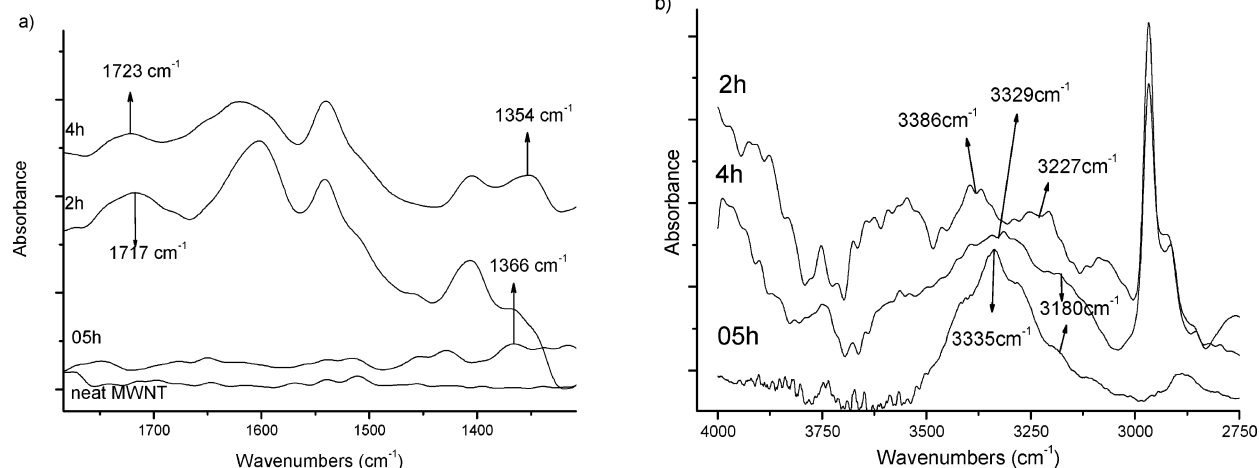 a)
1723 cm⁻¹
1354 cm⁻¹
4h
2h
1717 cm⁻¹
1366 cm⁻¹
05h
neat MWNT
Absorbance
1700 1600 1500 1400
Wavenumbers (cm⁻¹)
b)
2h
3329cm⁻¹
3386cm⁻¹
3227cm⁻¹
4h
3180cm⁻¹
05h
3335cm⁻¹
Absorbance
4000 3750 3500 3250 3000 2750
Wavenumbers (cm⁻¹)